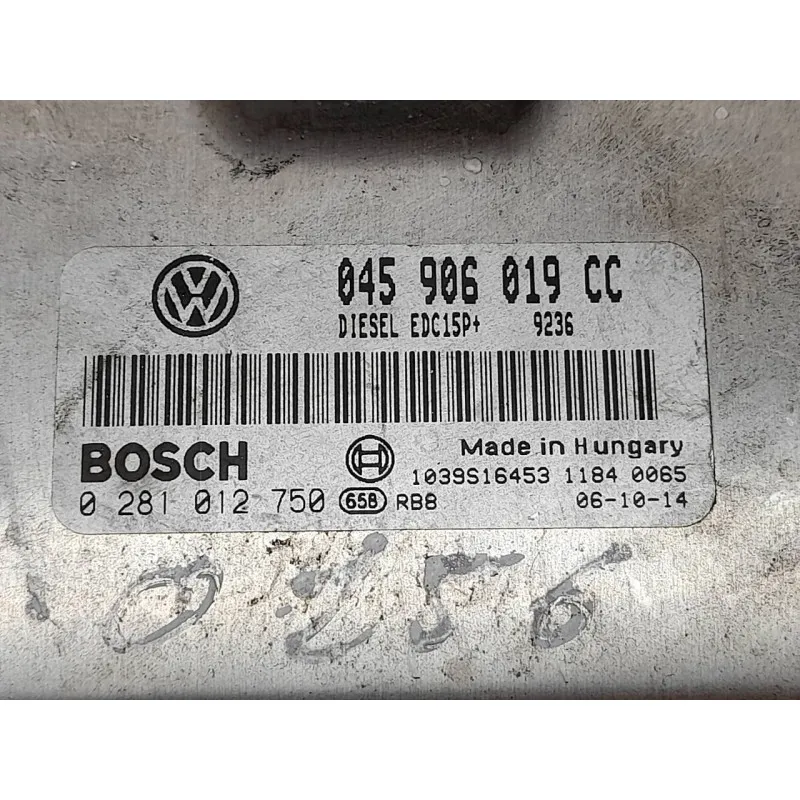 045 906 019 CC
DIESEL EDC15P+ 9236
BOSCH
Made in Hungary
1039S16453 1184 0065
0 281 012 750 658 RB8 06-10-14
0256